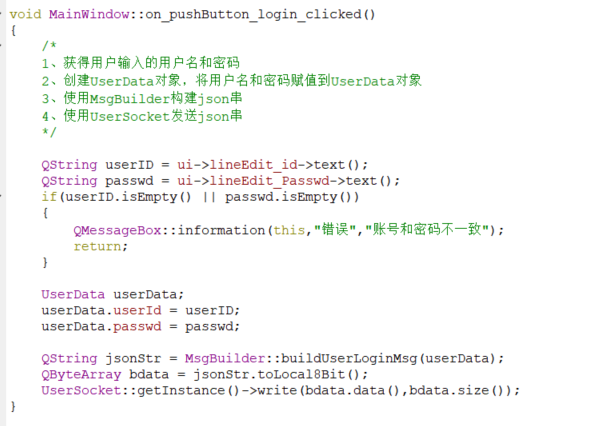 void MainWindow::on_pushButton_login_clicked()
{
/*
1、获得用户输入的用户名和密码
2、创建UserData对象，将用户名和密码赋值到UserData对象
3、使用MsgBuilder构建json串
4、使用UserSocket发送json串
*/
QString userID = ui->lineEdit_id->text();
QString passwd = ui->lineEdit_Passwd->text();
if(userID.isEmpty() || passwd.isEmpty())
{
QMessageBox::information(this,"错误","账号和密码不一致");
return;
}
UserData userData;
userData.userId = userID;
userData.passwd = passwd;
QString jsonStr = MsgBuilder::buildUserLoginMsg(userData);
QByteArray bdata = jsonStr.toLocal8Bit();
UserSocket::getInstance()->write(bdata.data(),bdata.size());
}